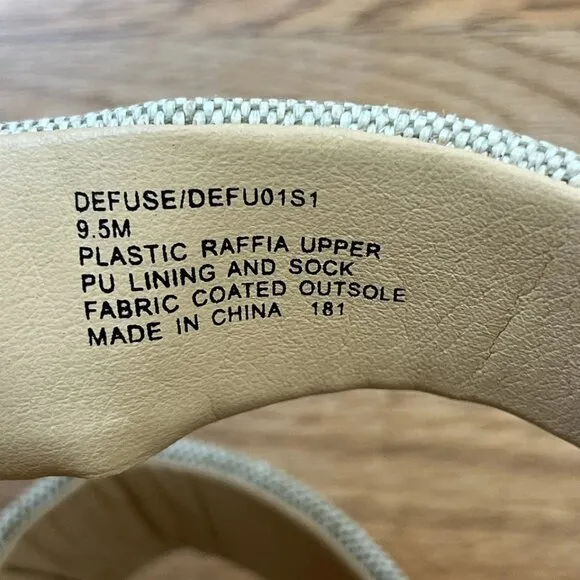 DEFUSE/DEFU01S1
9.5M
PLASTIC RAFFIA UPPER
PU LINING AND SOCK
FABRIC COATED OUTSOLE
MADE IN CHINA 181